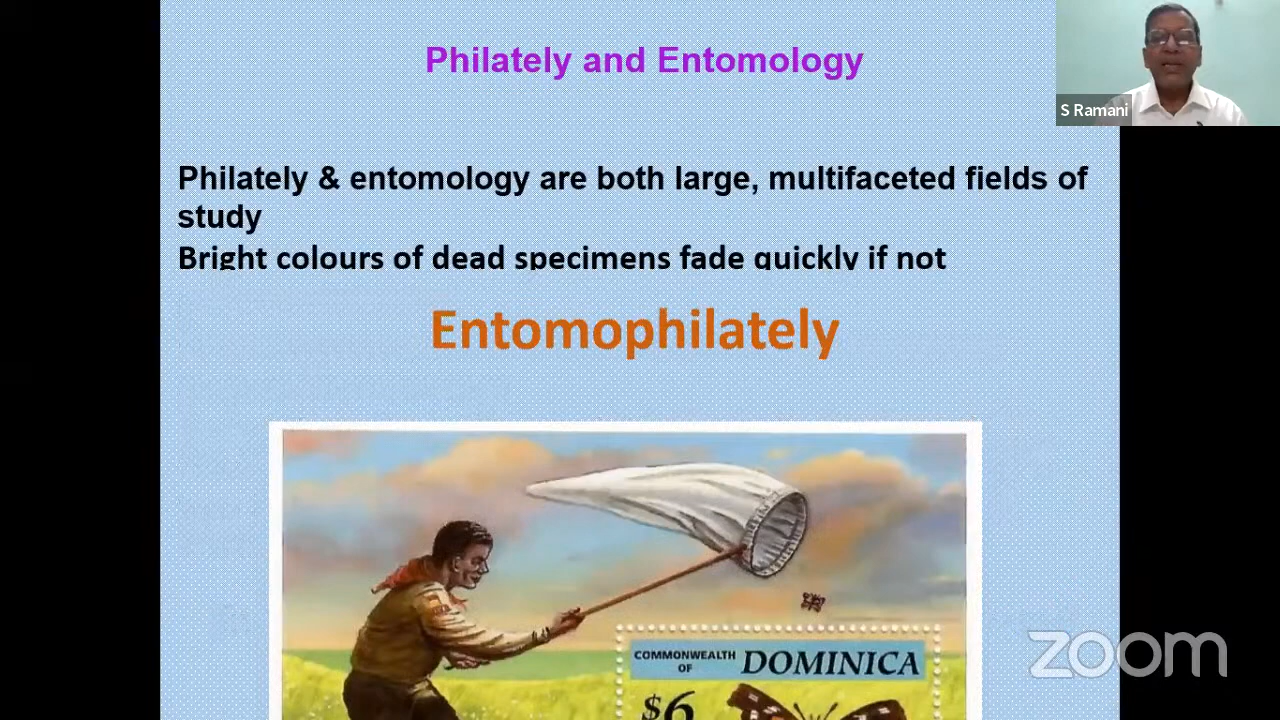 Philately and Entomology
S Ramani
Philately & entomology are both large, multifaceted fields of
study
Bright colours of dead specimens fade quickly if not
Entomophilately
COMMONWEALTH
OF
DOMINICA
$6
zoom